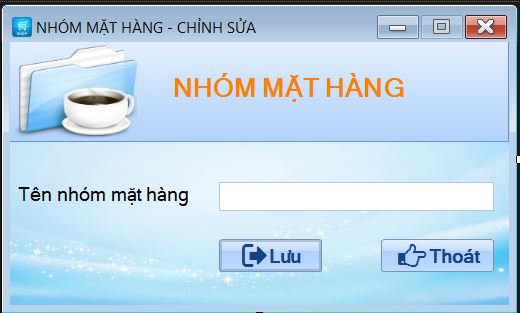 NHÓM MẶT HÀNG - CHỈNH SỬA
NHÓM MẶT HÀNG
Tên nhóm mặt hàng
Lưu
Thoát